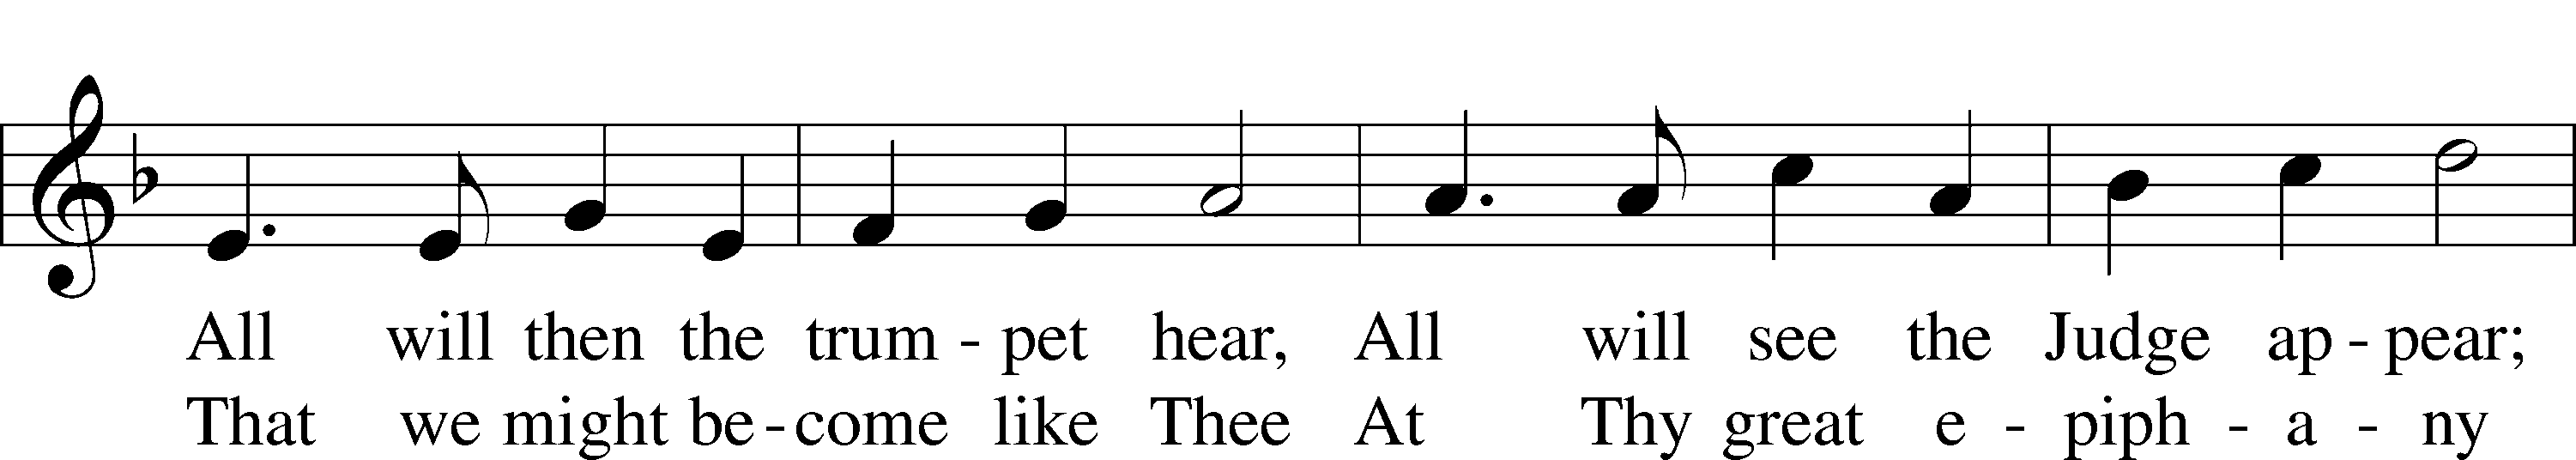 All will then the trum - pet hear, All will see the Judge ap - pear;
That we might be - come like Thee At Thy great e - piph - a - ny